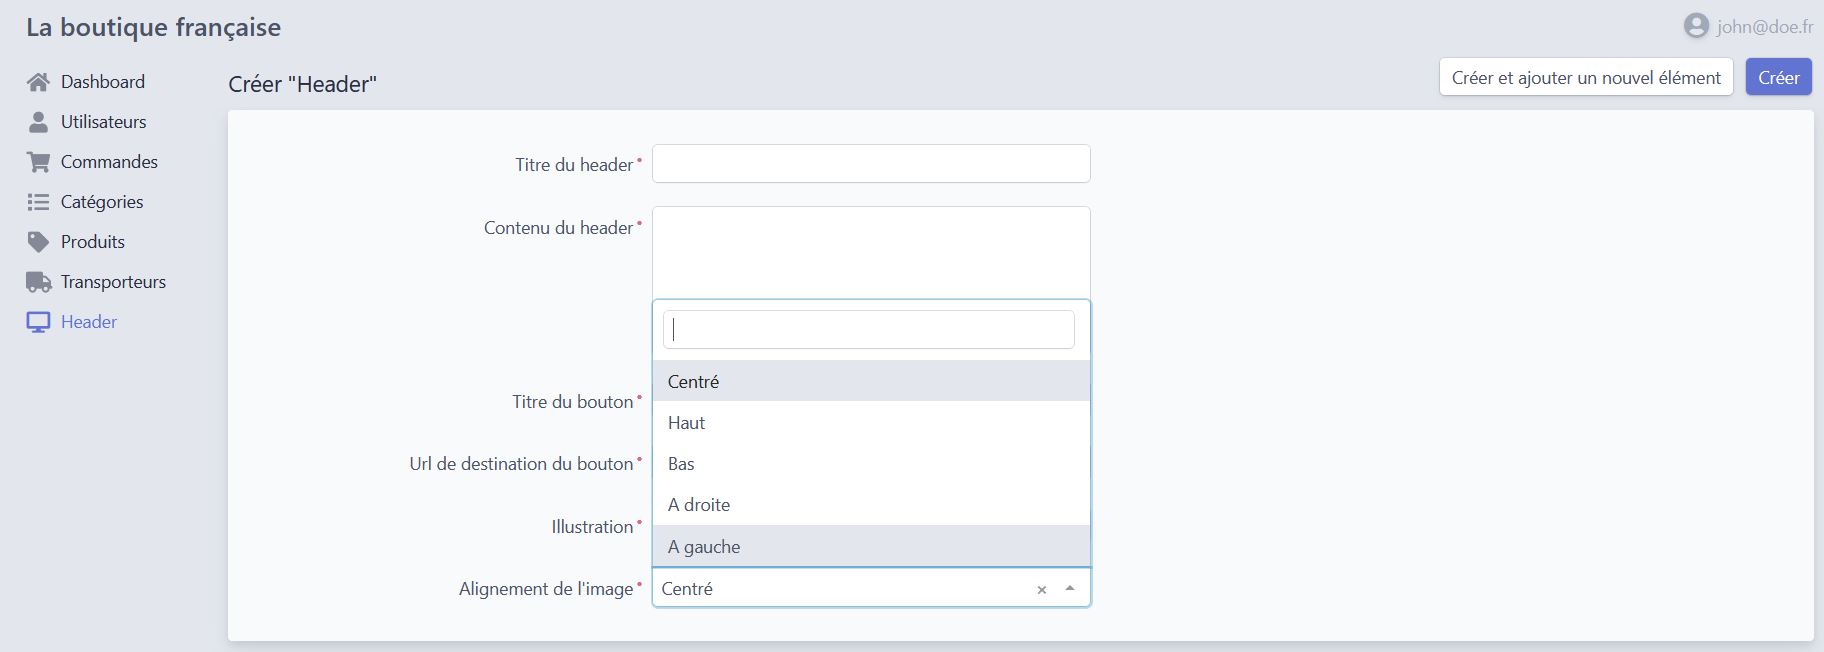 La boutique française
john@doe.fr
Dashboard
Utilisateurs
Commandes
Catégories
Produits
Transporteurs
Header
Créer "Header"
Créer et ajouter un nouvel élément
Créer
Titre du header *
Contenu du header *
Titre du bouton *
Url de destination du bouton *
Illustration *
Centré
Haut
Bas
A droite
A gauche
Alignement de l'image * Centré ×